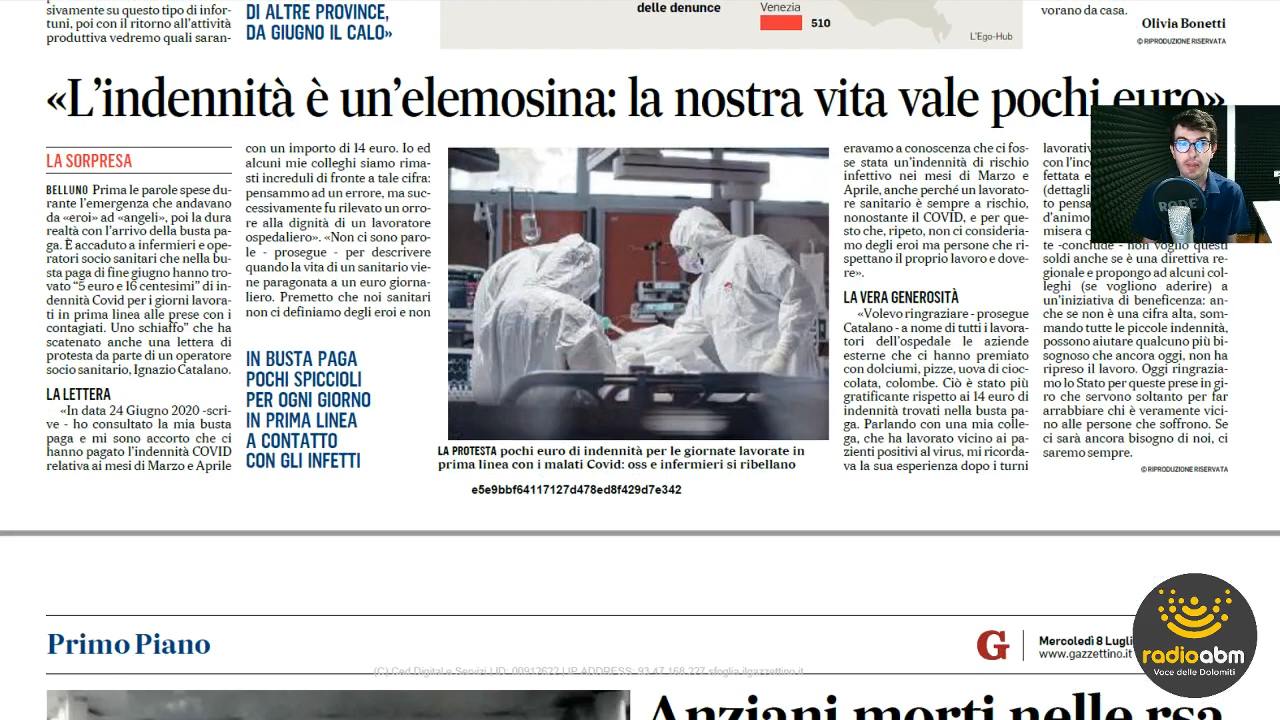 sivamente su questo tipo di infor-
tuni, poi con il ritorno all'attività
produttiva vedremo quali saran-
DI ALTRE PROVINCE,
DA GIUGNO IL CALO»
delle denunce
Venezia
510
L'Ego-Hub
vorano da casa.
Olivia Bonetti
© RIPRODUZIONE RISERVATA
«L'indennità è un'elemosina: la nostra vita vale pochi euro»
LA SORPRESA
BELLUNO Prima le parole spese du-
rante l'emergenza che andavano
da «eroi» ad «angeli», poi la dura
realtà con l'arrivo della busta pa-
ga. È accaduto a infermieri e ope-
ratori socio sanitari che nella bu-
sta paga di fine giugno hanno tro-
vato "5 euro e 16 centesimi" di in-
dennità Covid per i giorni lavora-
ti in prima linea alle prese con i
contagiati. Uno schiaffo" che ha
scatenato anche una lettera di
protesta da parte di un operatore
socio sanitario, Ignazio Catalano.
LA LETTERA
«In data 24 Giugno 2020 -scri-
ve - ho consultato la mia busta
paga e mi sono accorto che ci
hanno pagato l'indennità COVID
relativa ai mesi di Marzo e Aprile
con un importo di 14 euro. Io ed
alcuni mie colleghi siamo rima-
sti increduli di fronte a tale cifra:
pensammo ad un errore, ma suc-
cessivamente fu rilevato un orro-
re alla dignità di un lavoratore
ospedaliero». «Non ci sono paro-
le - prosegue - per descrivere
quando la vita di un sanitario vie-
ne paragonata a un euro giorna-
liero. Premetto che noi sanitari
non ci definiamo degli eroi e non
IN BUSTA PAGA
POCHI SPICCIOLI
PER OGNI GIORNO
IN PRIMA LINEA
A CONTATTO
CON GLI INFETTI
LA PROTESTA pochi euro di indennità per le giornate lavorate in
prima linea con i malati Covid: oss e infermieri si ribellano
e5e9bbf64117127d478ed8f429d7e342
eravamo a conoscenza che ci fos-
se stata un'indennità di rischio
infettivo nei mesi di Marzo e
Aprile, anche perché un lavorato-
re sanitario è sempre a rischio,
nonostante il COVID, e per que-
sto che, ripeto, non ci consideria-
mo degli eroi ma persone che ri-
spettano il proprio lavoro e dove-
re».
LA VERA GENEROSITÀ
«Volevo ringraziare - prosegue
Catalano - a nome di tutti i lavora-
tori dell'ospedale le aziende
esterne che ci hanno premiato
con dolciumi, pizze, uova di cioc-
colata, colombe. Ciò è stato più
gratificante rispetto ai 14 euro di
indennità trovati nella busta pa-
ga. Parlando con una mia colle-
ga, che ha lavorato vicino ai pa-
zienti positivi al virus, mi ricorda-
va la sua esperienza dopo i turni
lavorativ
con l'inc
fettata e
(dettagli
to pensa
d'animo
misera c
te -conclude - non voglio questi
soldi anche se è una direttiva re-
gionale e propongo ad alcuni col-
leghi (se vogliono aderire) a
un'iniziativa di beneficenza: an-
che se non è una cifra alta, som-
mando tutte le piccole indennità,
possono aiutare qualcuno più bi-
sognoso che ancora oggi, non ha
ripreso il lavoro. Oggi ringrazia-
mo lo Stato per queste prese in gi-
ro che servono soltanto per far
arrabbiare chi è veramente vici-
no alle persone che soffrono. Se
ci sarà ancora bisogno di noi, ci
saremo sempre.
© RIPRODUZIONE RISERVATA
RODE
Primo Piano
G
Mercoledì 8 Lugli
www.gazzettino.it
(C) Ced Digital e Servizi | ID: 00912622 | IP ADDRESS: 93.47.168.227 sfoglia.ilgazzettino.it
radioabm
Voce delle Dolomiti
Anziani morti nelle rsa